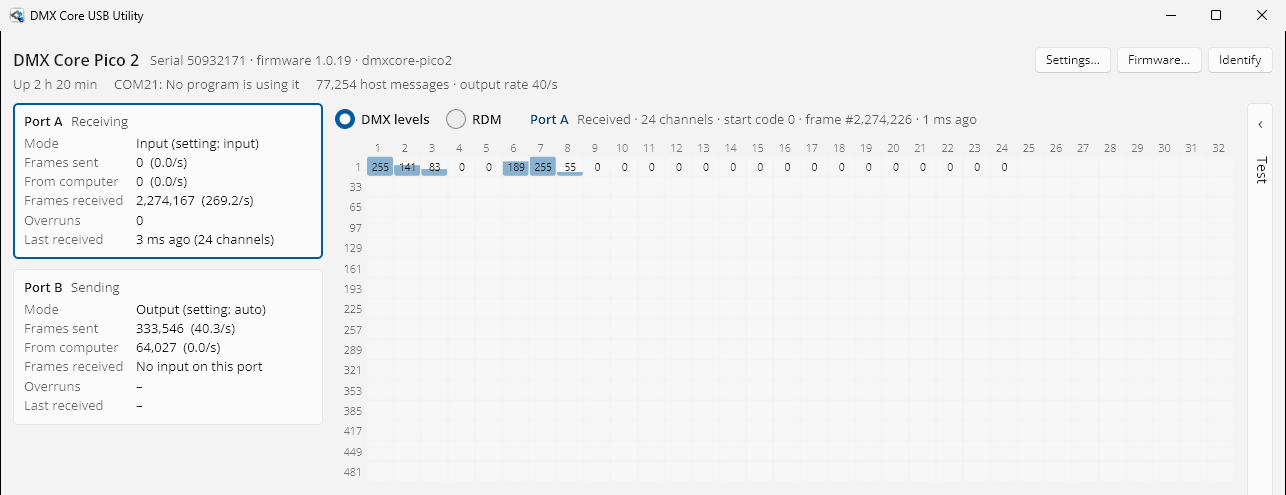 DMX Core USB Utility
DMX Core Pico 2 Serial 50932171 · firmware 1.0.19 · dmxcore-pico2
Settings... Firmware... Identify
Up 2 h 20 min COM21: No program is using it 77,254 host messages · output rate 40/s
Port A Receiving
Mode Input (setting: input)
Frames sent 0 (0.0/s)
From computer 0 (0.0/s)
Frames received 2,274,167 (269.2/s)
Overruns 0
Last received 3 ms ago (24 channels)
Port B Sending
Mode Output (setting: auto)
Frames sent 333,546 (40.3/s)
From computer 64,027 (0.0/s)
Frames received No input on this port
Overruns –
Last received –
DMX levels RDM Port A Received · 24 channels · start code 0 · frame #2,274,226 · 1 ms ago
1 2 3 4 5 6 7 8 9 10 11 12 13 14 15 16 17 18 19 20 21 22 23 24 25 26 27 28 29 30 31 32
1 255 141 83 0 0 189 255 55 0 0 0 0 0 0 0 0 0 0 0 0 0 0 0 0
33
65
97
129
161
193
225
257
289
321
353
385
417
449
481
Test